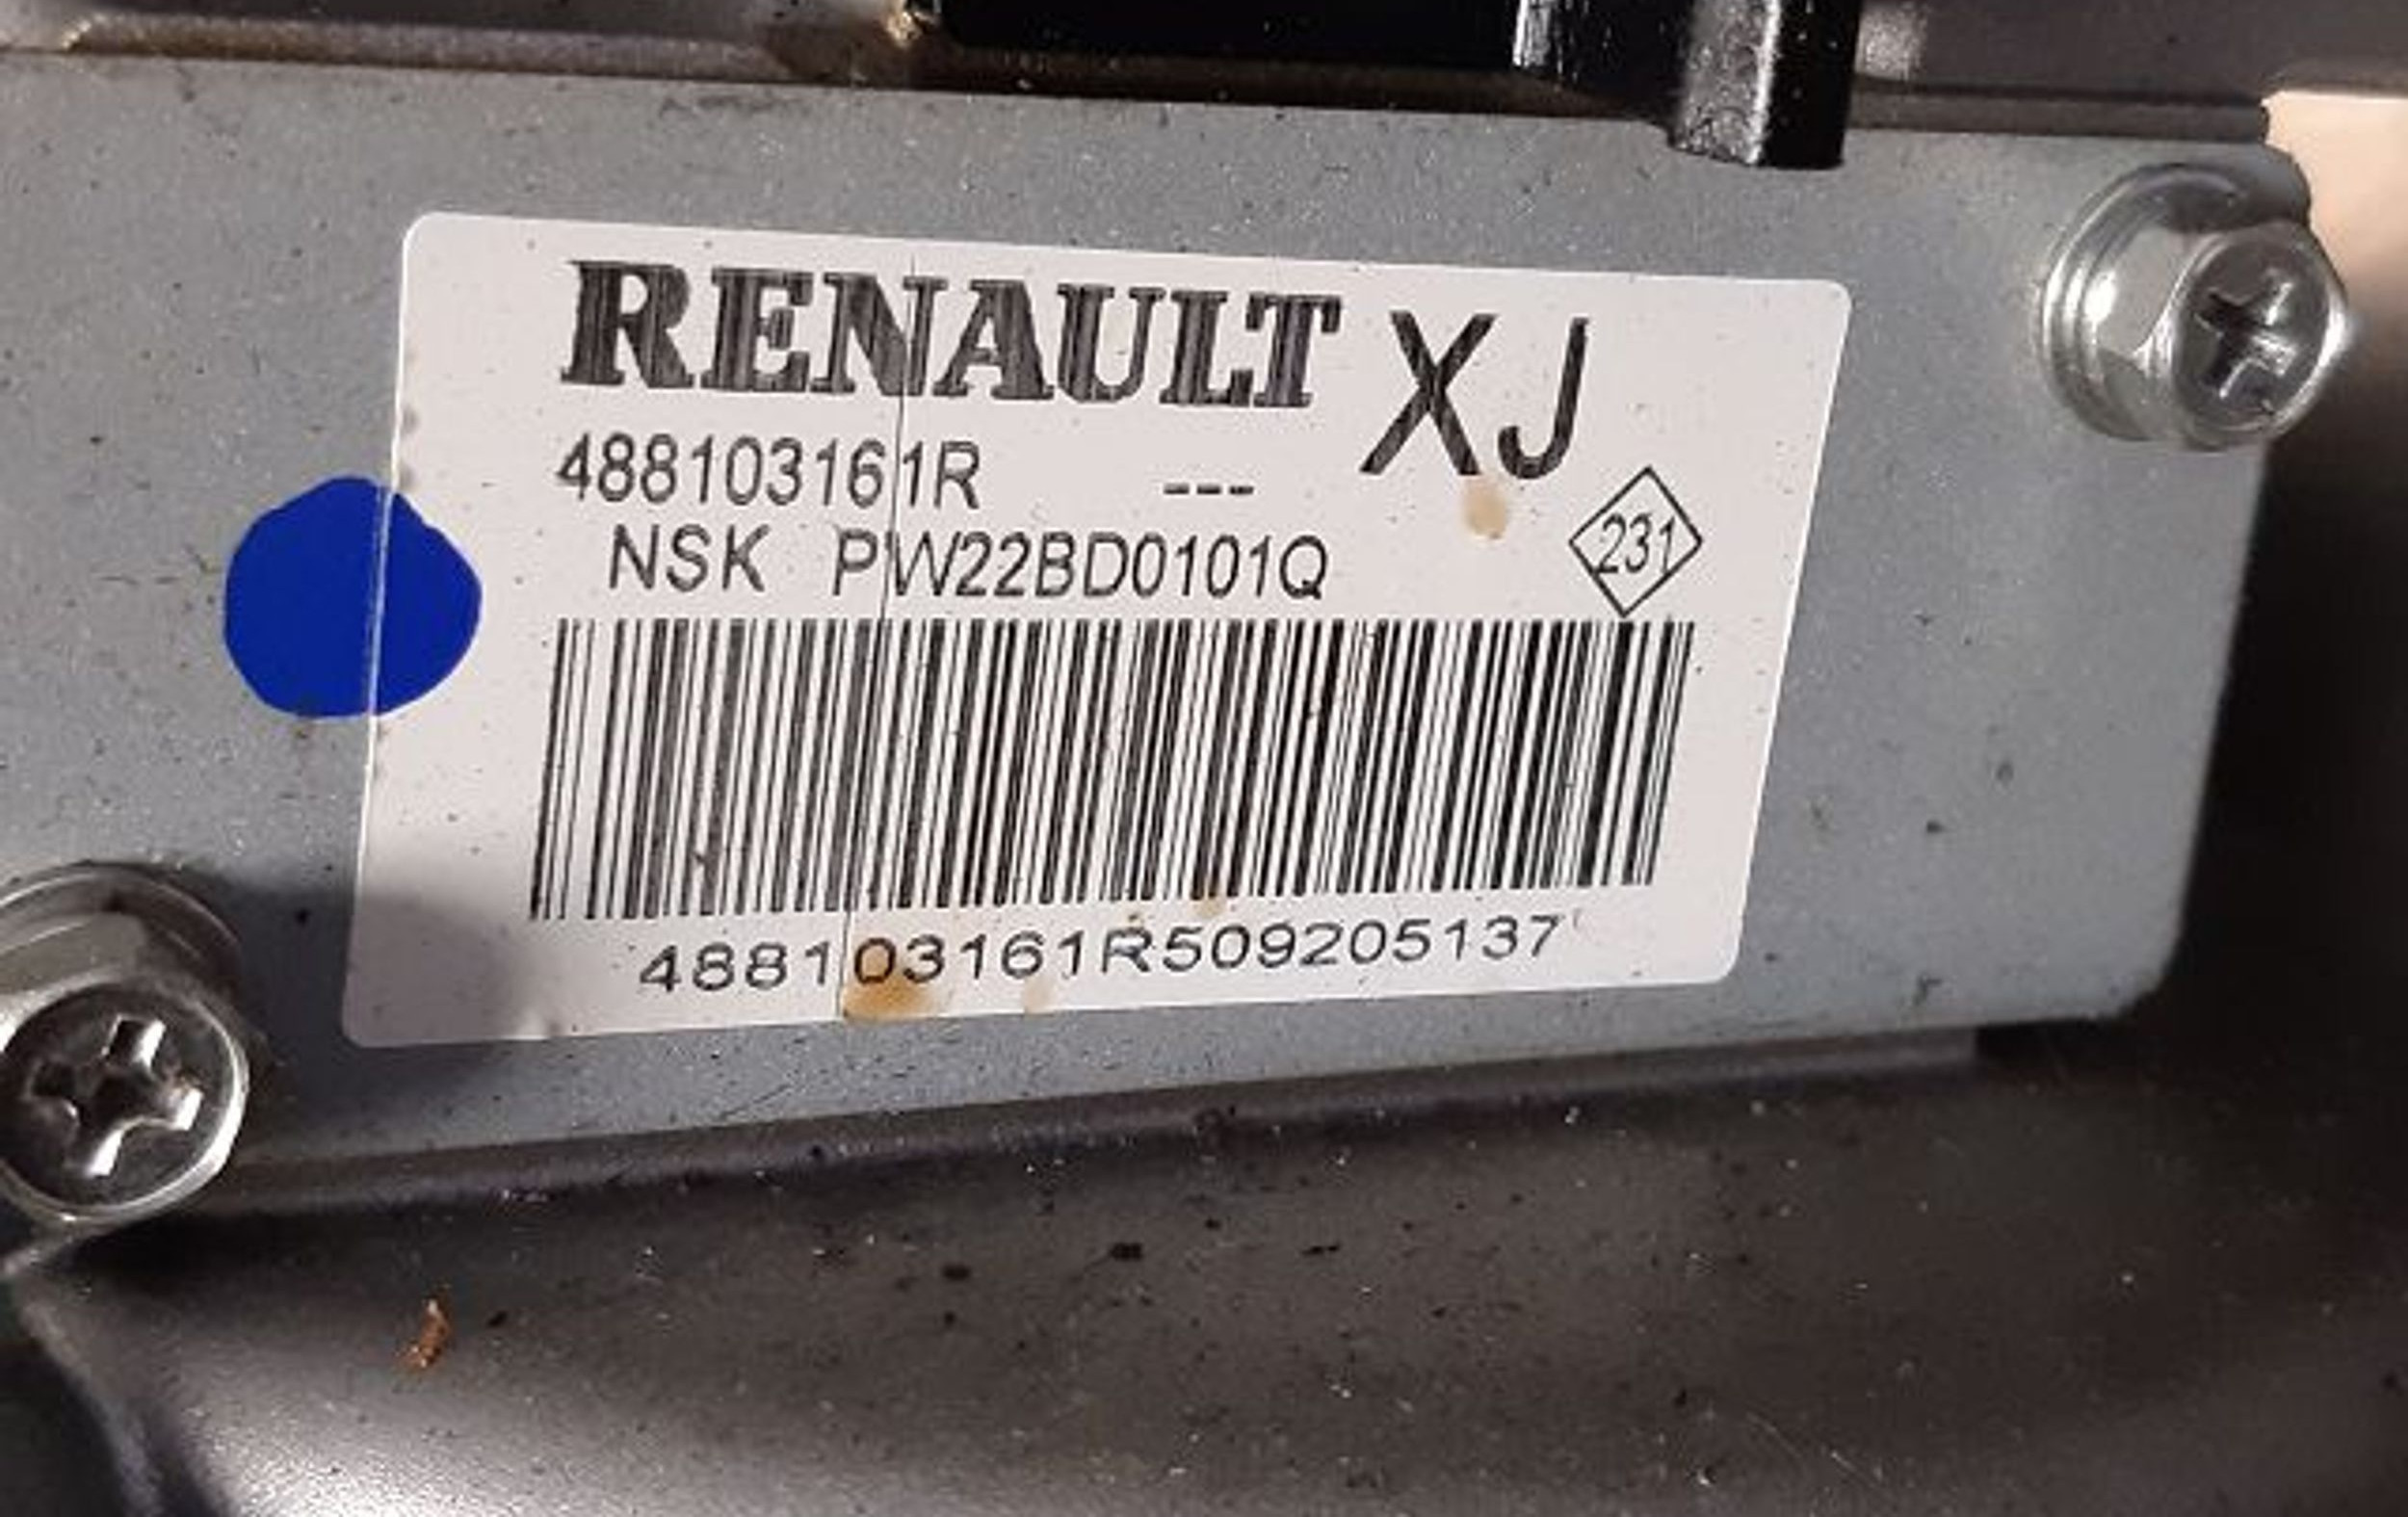 RENAULT XJ
488103161R ---
NSK PW22BD0101Q
231
488103161R509205137